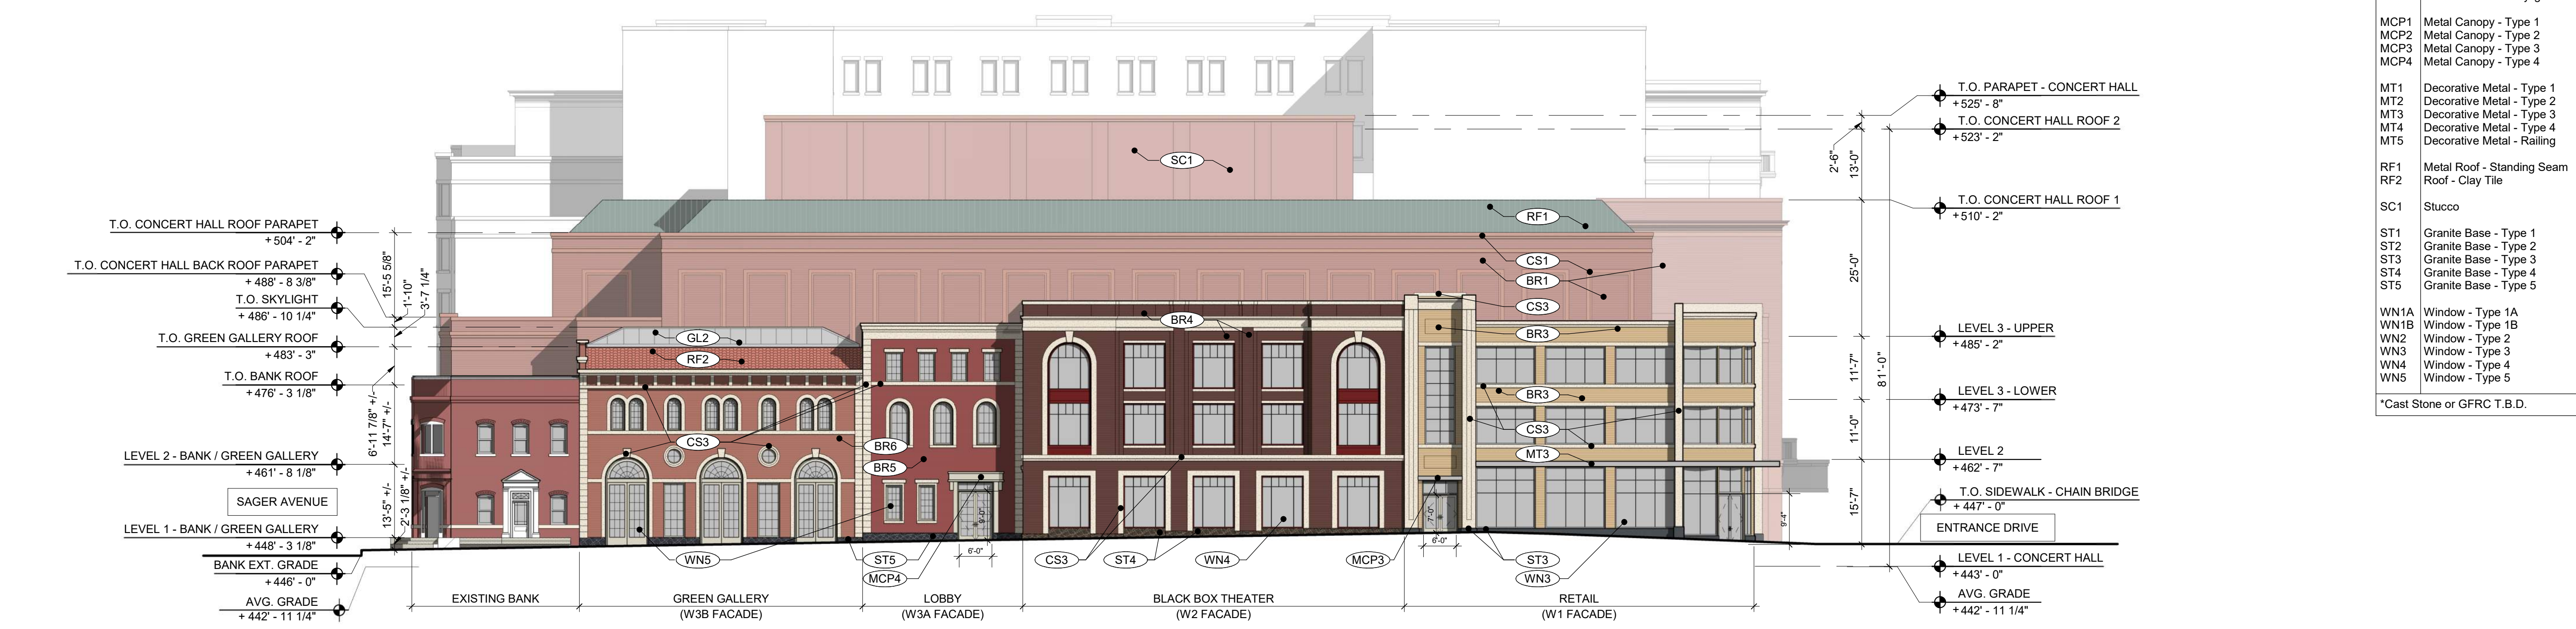 MCP1 Metal Canopy - Type 1
MCP2 Metal Canopy - Type 2
MCP3 Metal Canopy - Type 3
MCP4 Metal Canopy - Type 4
MT1 Decorative Metal - Type 1
MT2 Decorative Metal - Type 2
MT3 Decorative Metal - Type 3
MT4 Decorative Metal - Type 4
MT5 Decorative Metal - Railing
RF1 Metal Roof - Standing Seam
RF2 Roof - Clay Tile
SC1 Stucco
ST1 Granite Base - Type 1
ST2 Granite Base - Type 2
ST3 Granite Base - Type 3
ST4 Granite Base - Type 4
ST5 Granite Base - Type 5
WN1A Window - Type 1A
WN1B Window - Type 1B
WN2 Window - Type 2
WN3 Window - Type 3
WN4 Window - Type 4
WN5 Window - Type 5
*Cast Stone or GFRC T.B.D.
T.O. CONCERT HALL ROOF PARAPET
+ 504' - 2"
T.O. CONCERT HALL BACK ROOF PARAPET
+ 488' - 8 3/8"
T.O. SKYLIGHT
+ 486' - 10 1/4"
T.O. GREEN GALLERY ROOF
+ 483' - 3"
T.O. BANK ROOF
+ 476' - 3 1/8"
LEVEL 2 - BANK / GREEN GALLERY
+ 461' - 8 1/8"
SAGER AVENUE
LEVEL 1 - BANK / GREEN GALLERY
+ 448' - 3 1/8"
BANK EXT. GRADE
+ 446' - 0"
AVG. GRADE
+ 442' - 11 1/4"
15'-5 5/8"
1'-10"
3'-7 1/4"
6'-11 7/8" +/-
14'-7" +/-
13'-5" +/-
2'-3 1/8" +/-
SC1
RF1
CS1
BR1
CS3
BR4
BR3
GL2
RF2
BR3
CS3
CS3
BR6
BR5
MT3
9'-0"
7'-0"
9'-4"
6'-0"
6'-0"
WN5
ST5
MCP4
CS3
ST4
WN4
MCP3
ST3
WN3
EXISTING BANK
GREEN GALLERY
(W3B FACADE)
LOBBY
(W3A FACADE)
BLACK BOX THEATER
(W2 FACADE)
RETAIL
(W1 FACADE)
2'-6"
13'-0"
25'-0"
11'-7"
81'-0"
11'-0"
15'-7"
T.O. PARAPET - CONCERT HALL
+ 525' - 8"
T.O. CONCERT HALL ROOF 2
+ 523' - 2"
T.O. CONCERT HALL ROOF 1
+ 510' - 2"
LEVEL 3 - UPPER
+ 485' - 2"
LEVEL 3 - LOWER
+ 473' - 7"
LEVEL 2
+ 462' - 7"
T.O. SIDEWALK - CHAIN BRIDGE
+ 447' - 0"
ENTRANCE DRIVE
LEVEL 1 - CONCERT HALL
+ 443' - 0"
AVG. GRADE
+ 442' - 11 1/4"